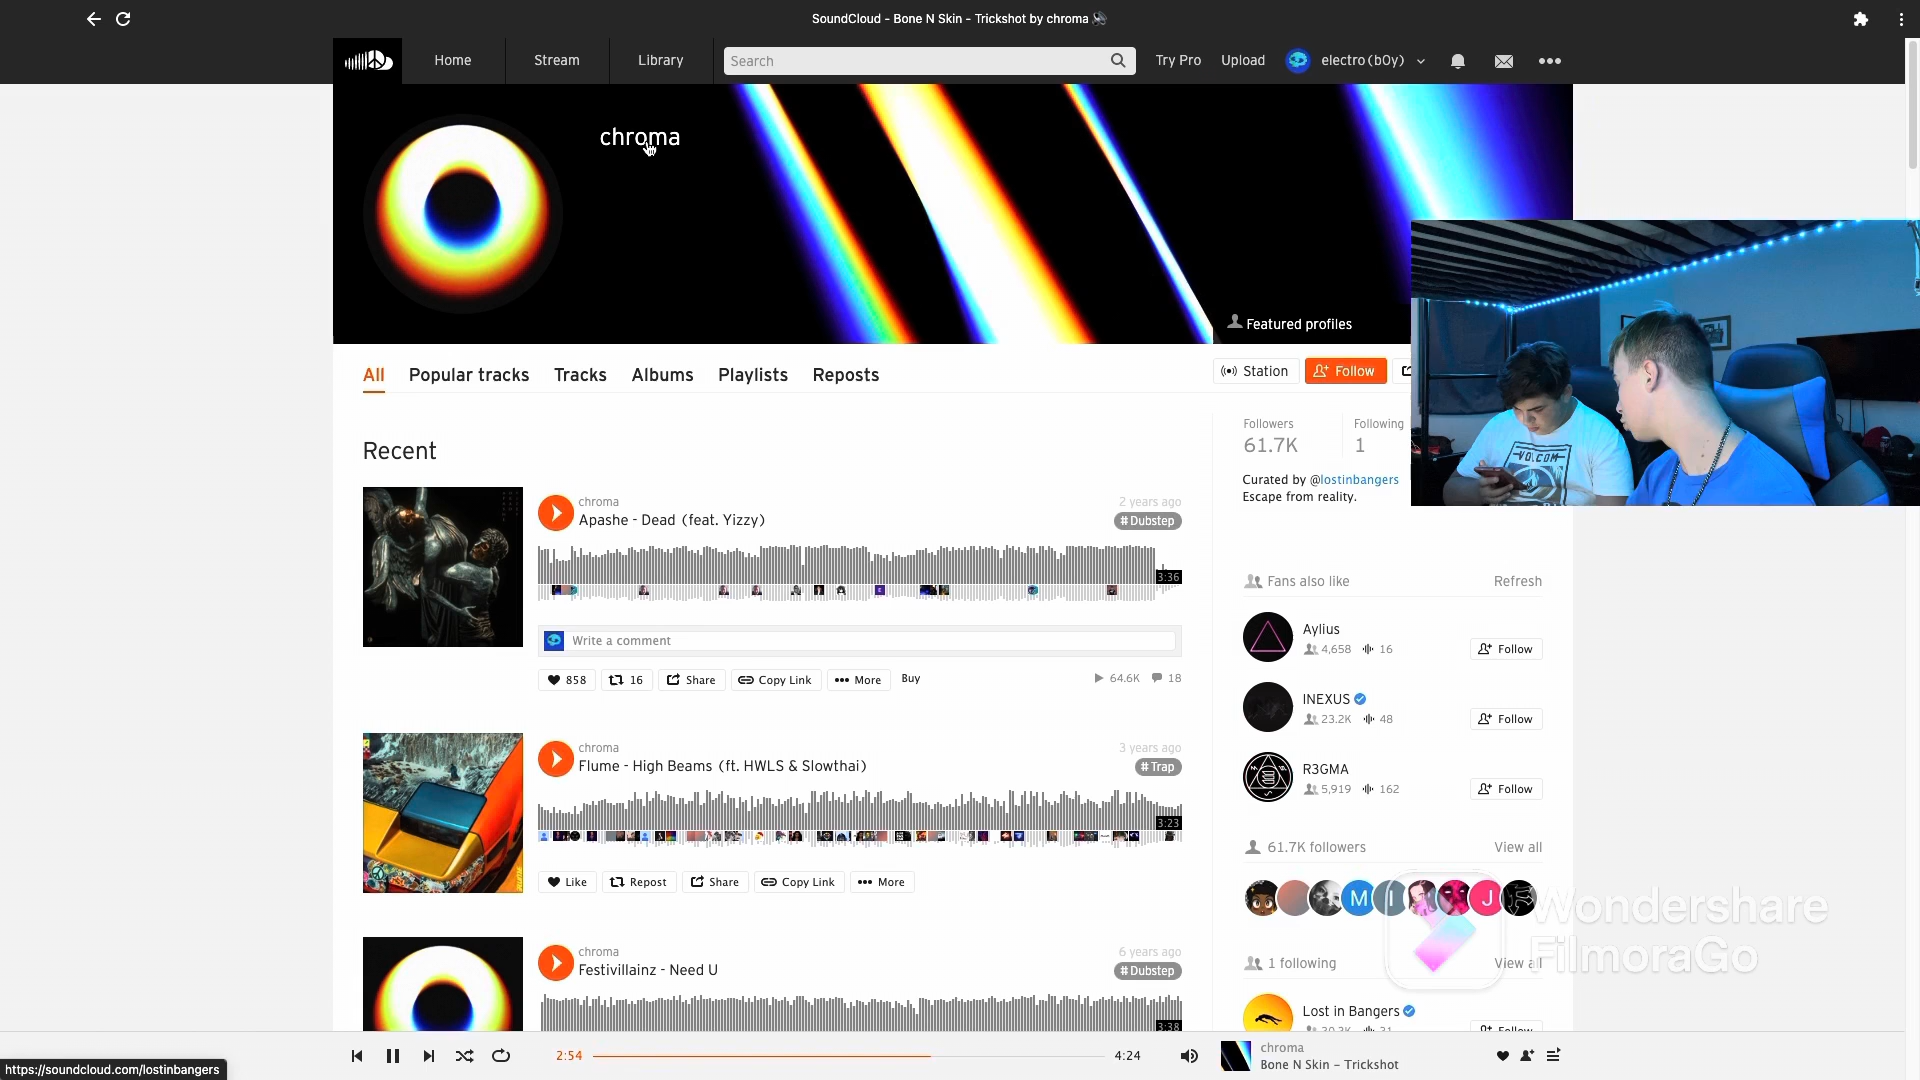 SoundCloud - Bone N Skin - Trickshot by chroma
Home
Stream
Library
Search
Try Pro
Upload
electro(b0y)
chroma
Featured profiles
All
Popular tracks
Tracks
Albums
Playlists
Reposts
Station
Follow
Followers
61.7K
Following
1
Curated by @lostinbangers
Escape from reality.
VOLCOM
Recent
chroma
2 years ago
Apashe - Dead (feat. Yizzy)
# Dubstep
3:36
Write a comment
858
16
Share
Copy Link
More
Buy
64.6K
18
chroma
3 years ago
Flume - High Beams (ft. HWLS & Slowthai)
# Trap
3:23
Like
Repost
Share
Copy Link
More
chroma
6 years ago
Festivillainz - Need U
# Dubstep
3:38
Fans also like
Refresh
Aylius
4,658
16
Follow
INEXUS
23.2K
48
Follow
R3GMA
5,919
162
Follow
61.7K followers
View all
M
I
J
Wondershare
FilmoraGo
1 following
View all
Lost in Bangers
Follow
2:54
4:24
chroma
Bone N Skin – Trickshot
https://soundcloud.com/lostinbangers